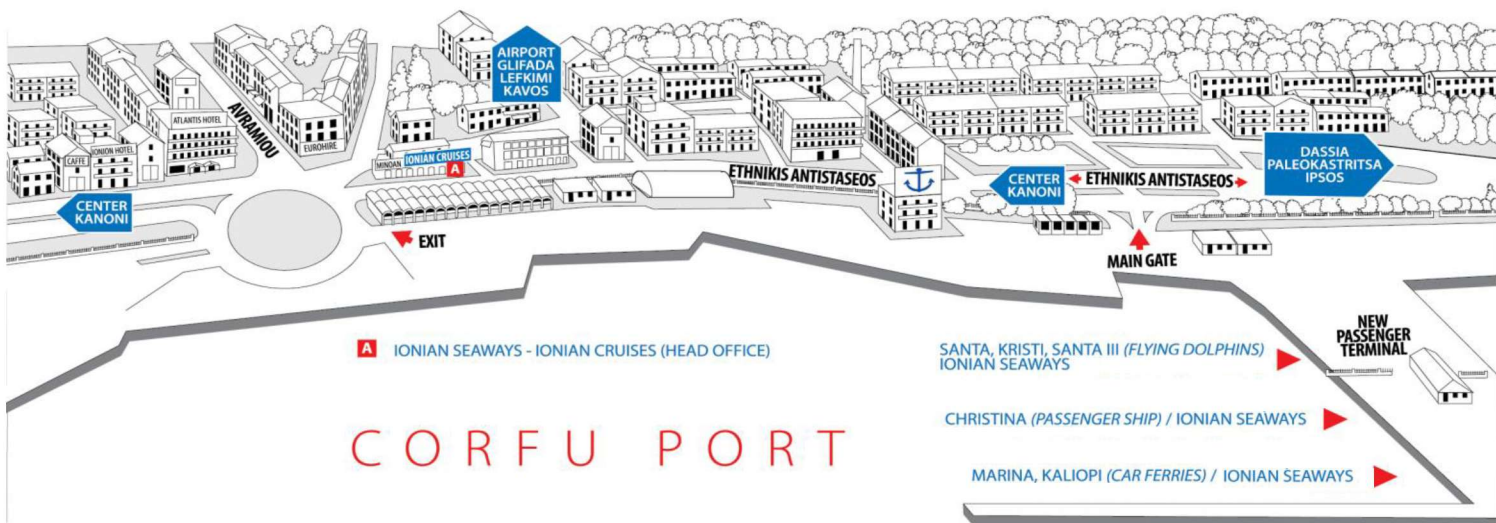 AIRPORT
GLIFADA
LEFKIMI
KAVOS
AVRAMIOU
ATLANTIS HOTEL
EUROHIRE
CAFFE
IONION HOTEL
MINOAN
IONIAN CRUISES
A
ETHNIKIS ANTISTASEOS
CENTER
KANONI
ETHNIKIS ANTISTASEOS
DASSIA
PALEOKASTRITSA
IPSOS
CENTER
KANONI
EXIT
MAIN GATE
NEW
PASSENGER
TERMINAL
A IONIAN SEAWAYS - IONIAN CRUISES (HEAD OFFICE)
SANTA, KRISTI, SANTA III (FLYING DOLPHINS)
IONIAN SEAWAYS
CHRISTINA (PASSENGER SHIP) / IONIAN SEAWAYS
CORFU PORT
MARINA, KALIOPI (CAR FERRIES) / IONIAN SEAWAYS